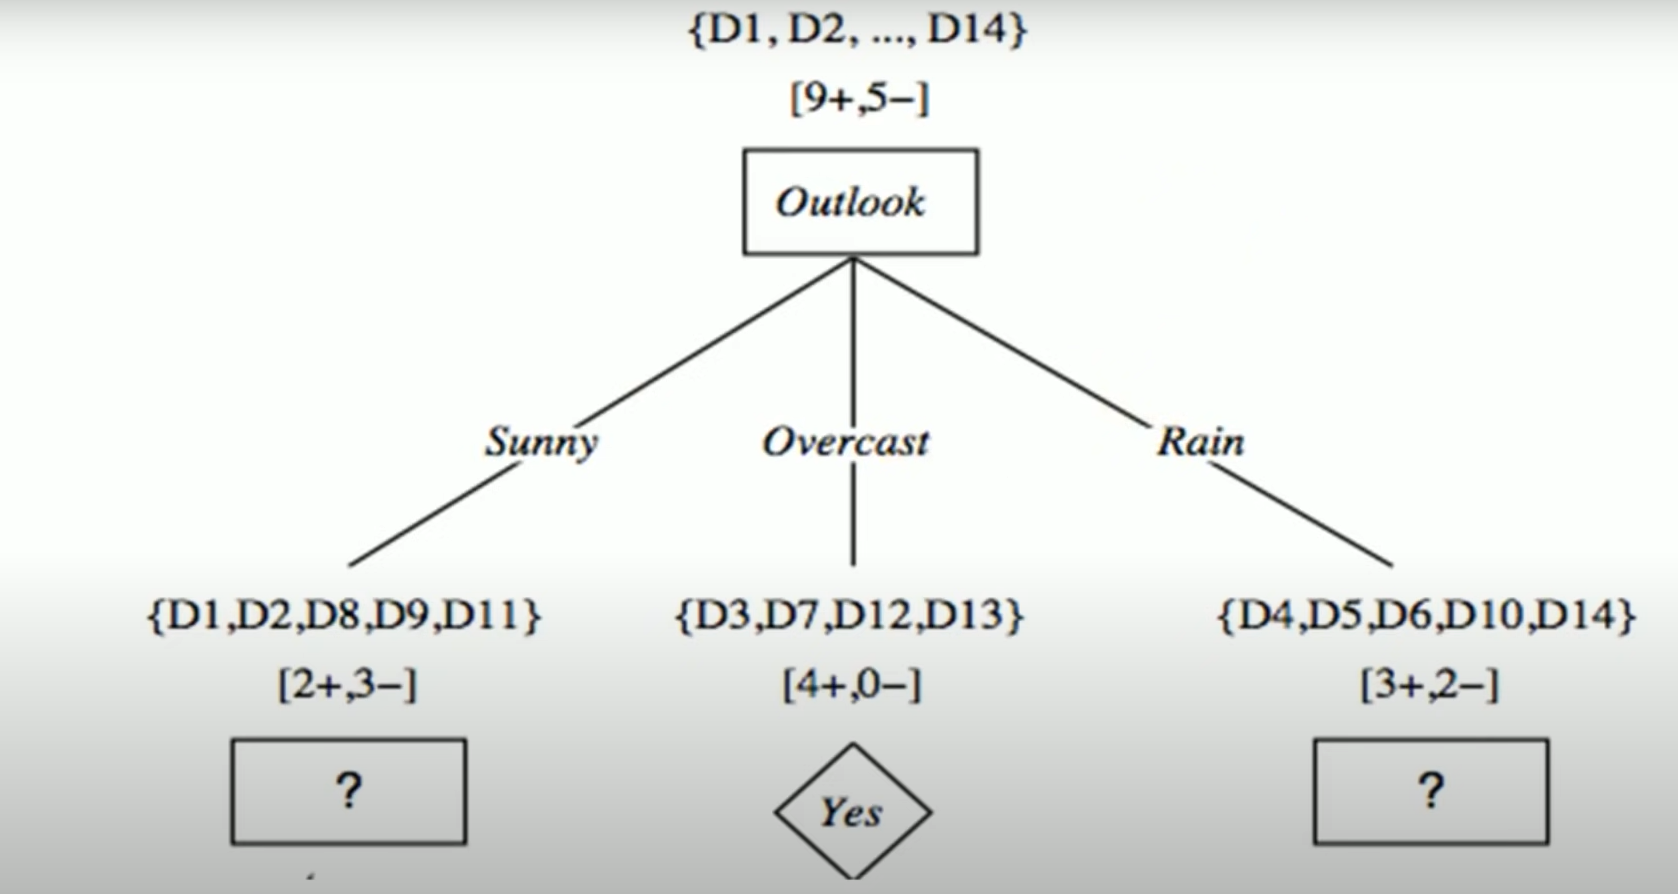 {D1, D2, ..., D14}
[9+,5−]
Outlook
Sunny
Overcast
Rain
{D1,D2,D8,D9,D11}
{D3,D7,D12,D13}
{D4,D5,D6,D10,D14}
[2+,3−]
[4+,0−]
[3+,2−]
?
Yes
?